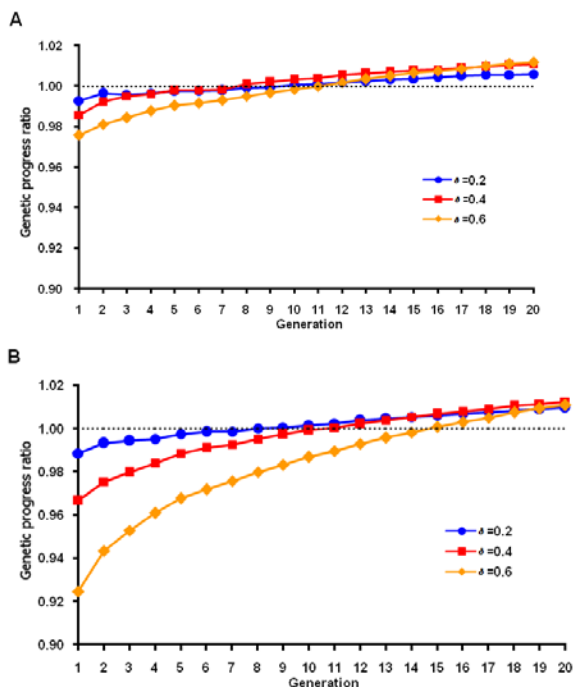 A
1.02
1.00
0.98
0.96
0.94
0.92
0.90
Genetic progress ratio
𝑠=0.2
𝑠=0.4
𝑠=0.6
1 2 3 4 5 6 7 8 9 10 11 12 13 14 15 16 17 18 19 20
Generation
B
1.02
1.00
0.98
0.96
0.94
0.92
0.90
Genetic progress ratio
𝑠=0.2
𝑠=0.4
𝑠=0.6
1 2 3 4 5 6 7 8 9 10 11 12 13 14 15 16 17 18 19 20
Generation